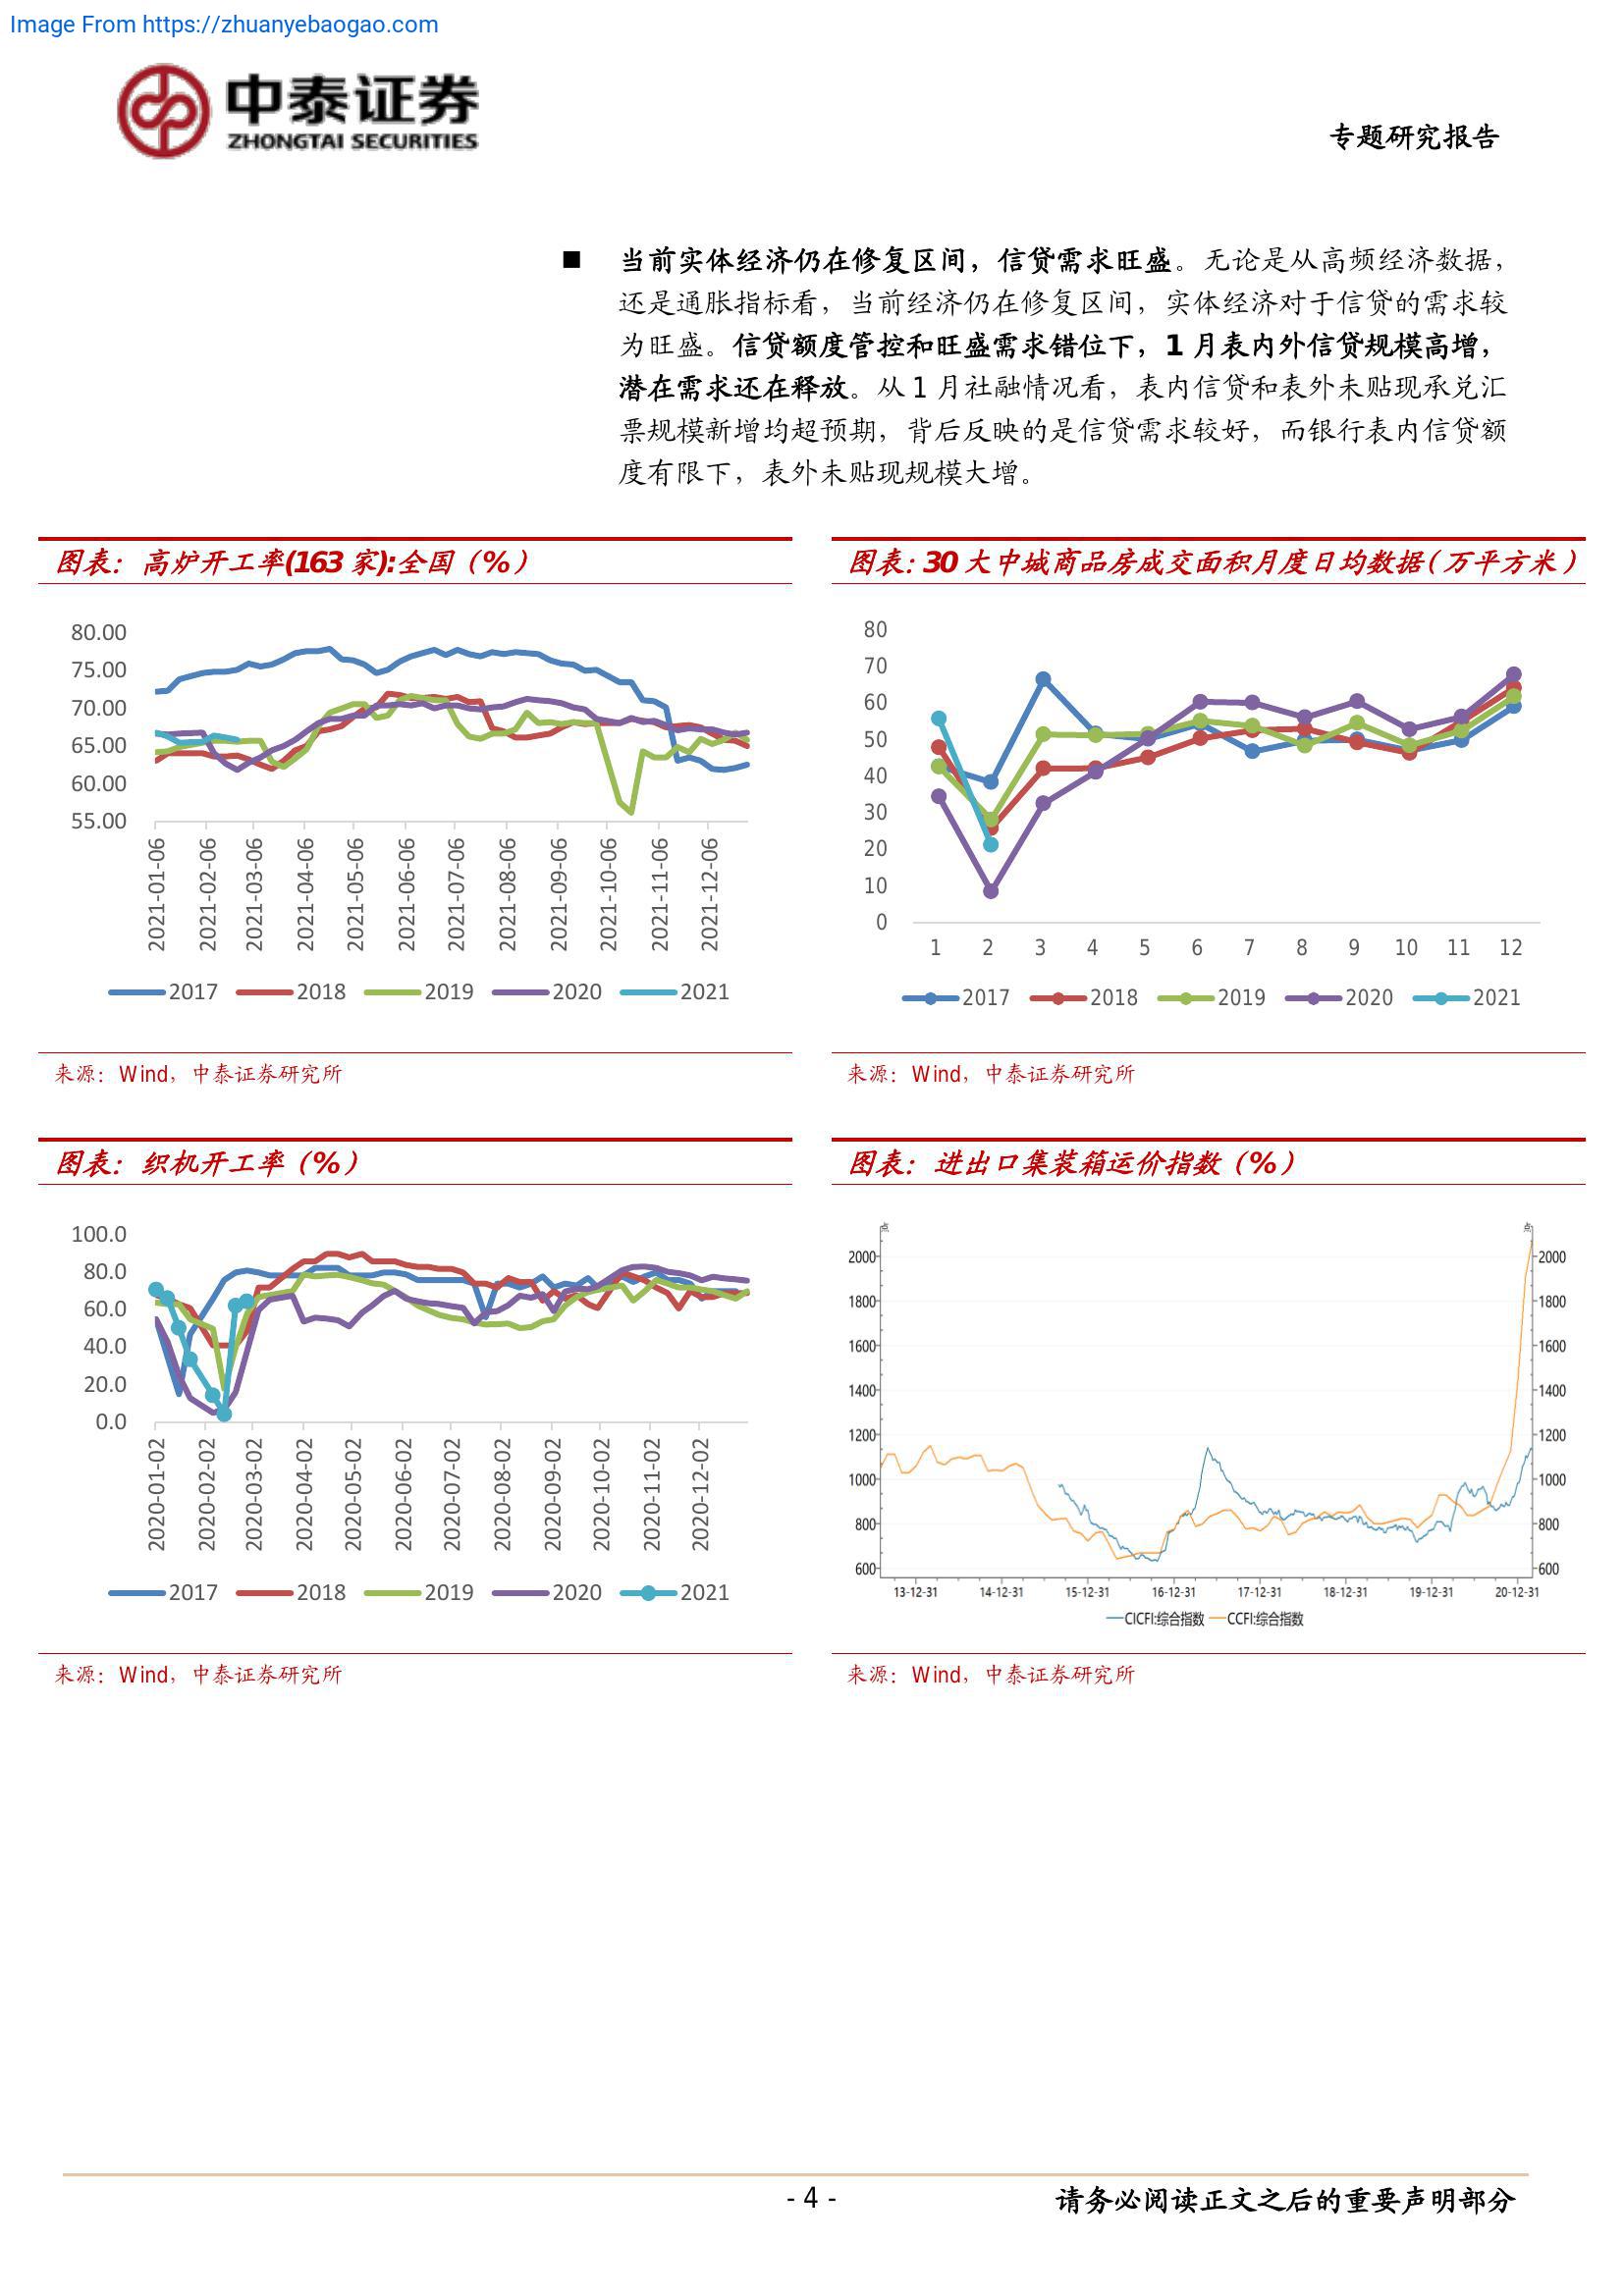 Image From https://zhuanyebaogao.com
中泰证券
ZHONGTAI SECURITIES
专题研究报告
■ 当前实体经济仍在修复区间，信贷需求旺盛。无论是从高频经济数据，
还是通胀指标看，当前经济仍在修复区间，实体经济对于信贷的需求较
为旺盛。信贷额度管控和旺盛需求错位下，1 月表内外信贷规模高增，
潜在需求还在释放。从 1 月社融情况看，表内信贷和表外未贴现承兑汇
票规模新增均超预期，背后反映的是信贷需求较好，而银行表内信贷额
度有限下，表外未贴现规模大增。
图表：高炉开工率(163 家):全国（%）
80.00
75.00
70.00
65.00
60.00
55.00
2021-01-06 2021-02-06 2021-03-06 2021-04-06 2021-05-06 2021-06-06 2021-07-06 2021-08-06 2021-09-06 2021-10-06 2021-11-06 2021-12-06
2017 2018 2019 2020 2021
来源：Wind，中泰证券研究所
图表：30 大中城商品房成交面积月度日均数据（万平方米）
80
70
60
50
40
30
20
10
0
1 2 3 4 5 6 7 8 9 10 11 12
2017 2018 2019 2020 2021
来源：Wind，中泰证券研究所
图表：织机开工率（%）
100.0
80.0
60.0
40.0
20.0
0.0
2020-01-02 2020-02-02 2020-03-02 2020-04-02 2020-05-02 2020-06-02 2020-07-02 2020-08-02 2020-09-02 2020-10-02 2020-11-02 2020-12-02
2017 2018 2019 2020 2021
来源：Wind，中泰证券研究所
图表：进出口集装箱运价指数（%）
点 点
2000 2000
1800 1800
1600 1600
1400 1400
1200 1200
1000 1000
800 800
600 600
13-12-31 14-12-31 15-12-31 16-12-31 17-12-31 18-12-31 19-12-31 20-12-31
CICFI:综合指数 CCFI:综合指数
来源：Wind，中泰证券研究所
- 4 -
请务必阅读正文之后的重要声明部分